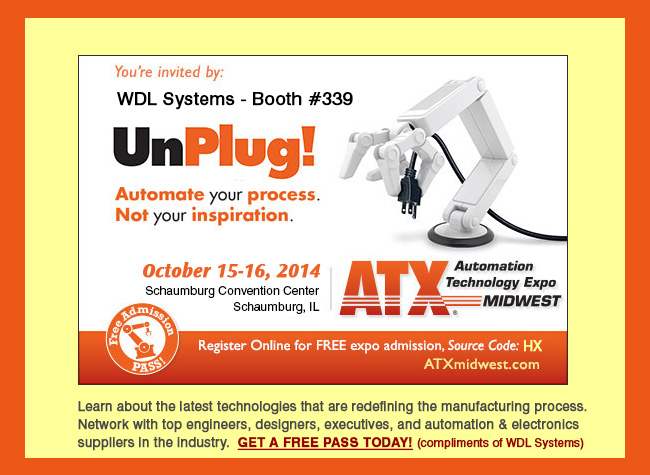 You're invited by:
WDL Systems - Booth #339
UnPlug!
Automate your process.
Not your inspiration.
October 15-16, 2014
Schaumburg Convention Center
Schaumburg, IL
ATX®
Automation
Technology Expo
MIDWEST
Free Admission
PASS!
Register Online for FREE expo admission, Source Code: HX
ATXmidwest.com
Learn about the latest technologies that are redefining the manufacturing process.
Network with top engineers, designers, executives, and automation & electronics
suppliers in the industry. GET A FREE PASS TODAY! (compliments of WDL Systems)